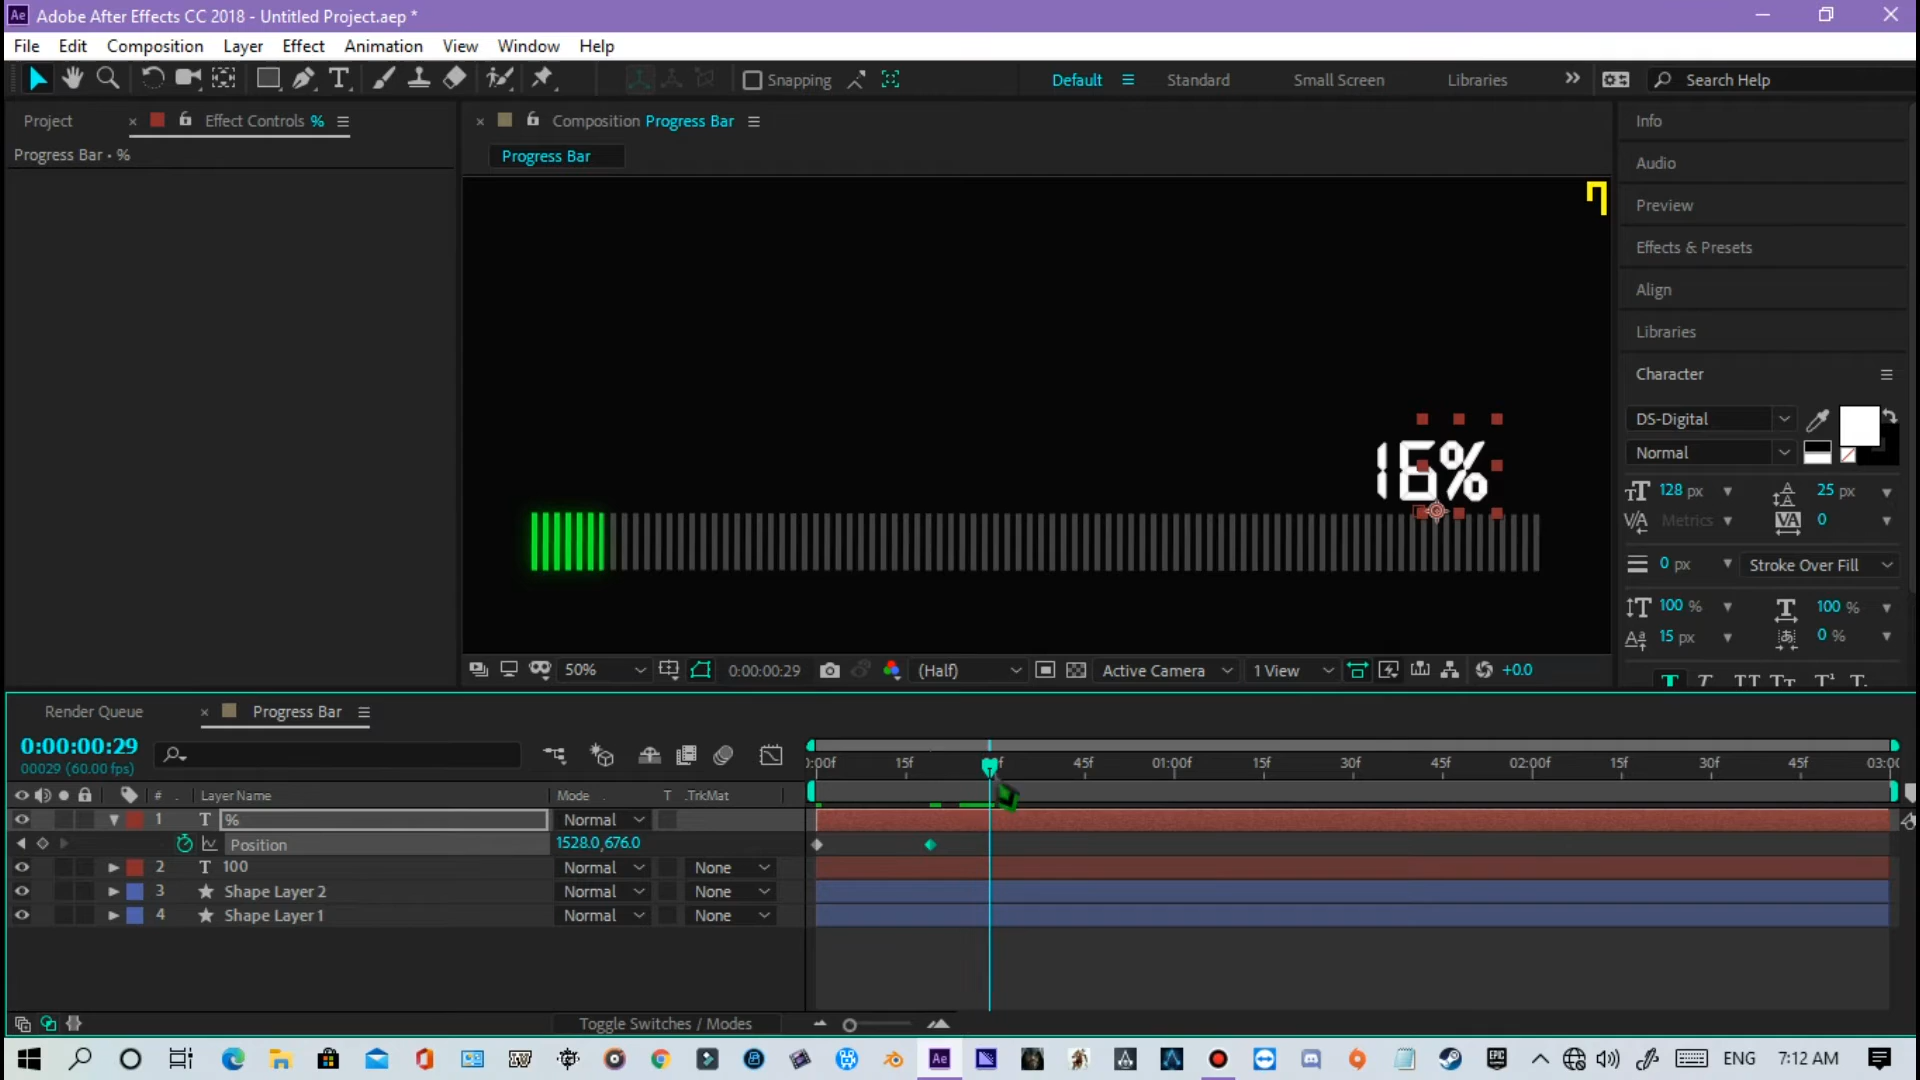 Ae Adobe After Effects CC 2018 - Untitled Project.aep *
File Edit Composition Layer Effect Animation View Window Help
Snapping Default Standard Small Screen Libraries Search Help
Project Effect Controls % Composition Progress Bar Info
Progress Bar • % Progress Bar
Audio
Preview
Effects & Presets
Align
Libraries
Character
DS-Digital
Normal
16%
128 px 25 px
Metrics 0
0 px Stroke Over Fill
100 % 100 %
15 px 0 %
50% 0:00:00:29 (Half) Active Camera 1 View +0.0
Render Queue Progress Bar
0:00:00:29
00029 (60.00 fps)
:00f 15f 45f 01:00f 15f 30f 45f 02:00f 15f 30f 45f 03:00
# Layer Name Mode T .TrkMat
1 T % Normal
Position 1528.0,676.0
2 T 100 Normal None
3 Shape Layer 2 Normal None
4 Shape Layer 1 Normal None
Toggle Switches / Modes
Ae ENG 7:12 AM